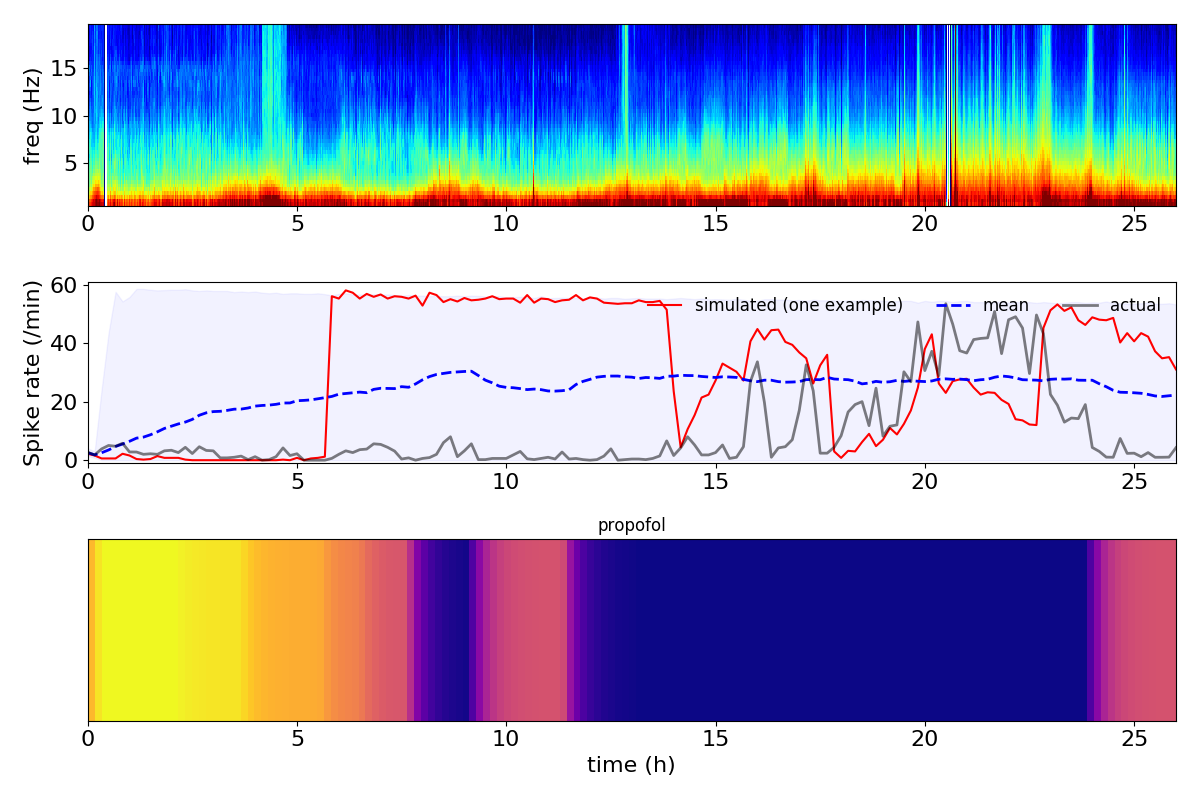 freq (Hz)
15
10
5
0 5 10 15 20 25
Spike rate (/min)
60
40
20
0
simulated (one example) mean actual
0 5 10 15 20 25
propofol
0 5 10 15 20 25
time (h)